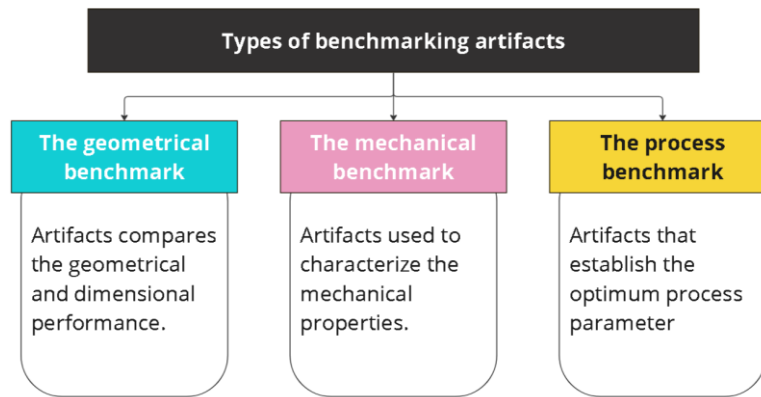 Types of benchmarking artifacts
The geometrical
benchmark
Artifacts compares
the geometrical
and dimensional
performance.
The mechanical
benchmark
Artifacts used to
characterize the
mechanical
properties.
The process
benchmark
Artifacts that
establish the
optimum process
parameter